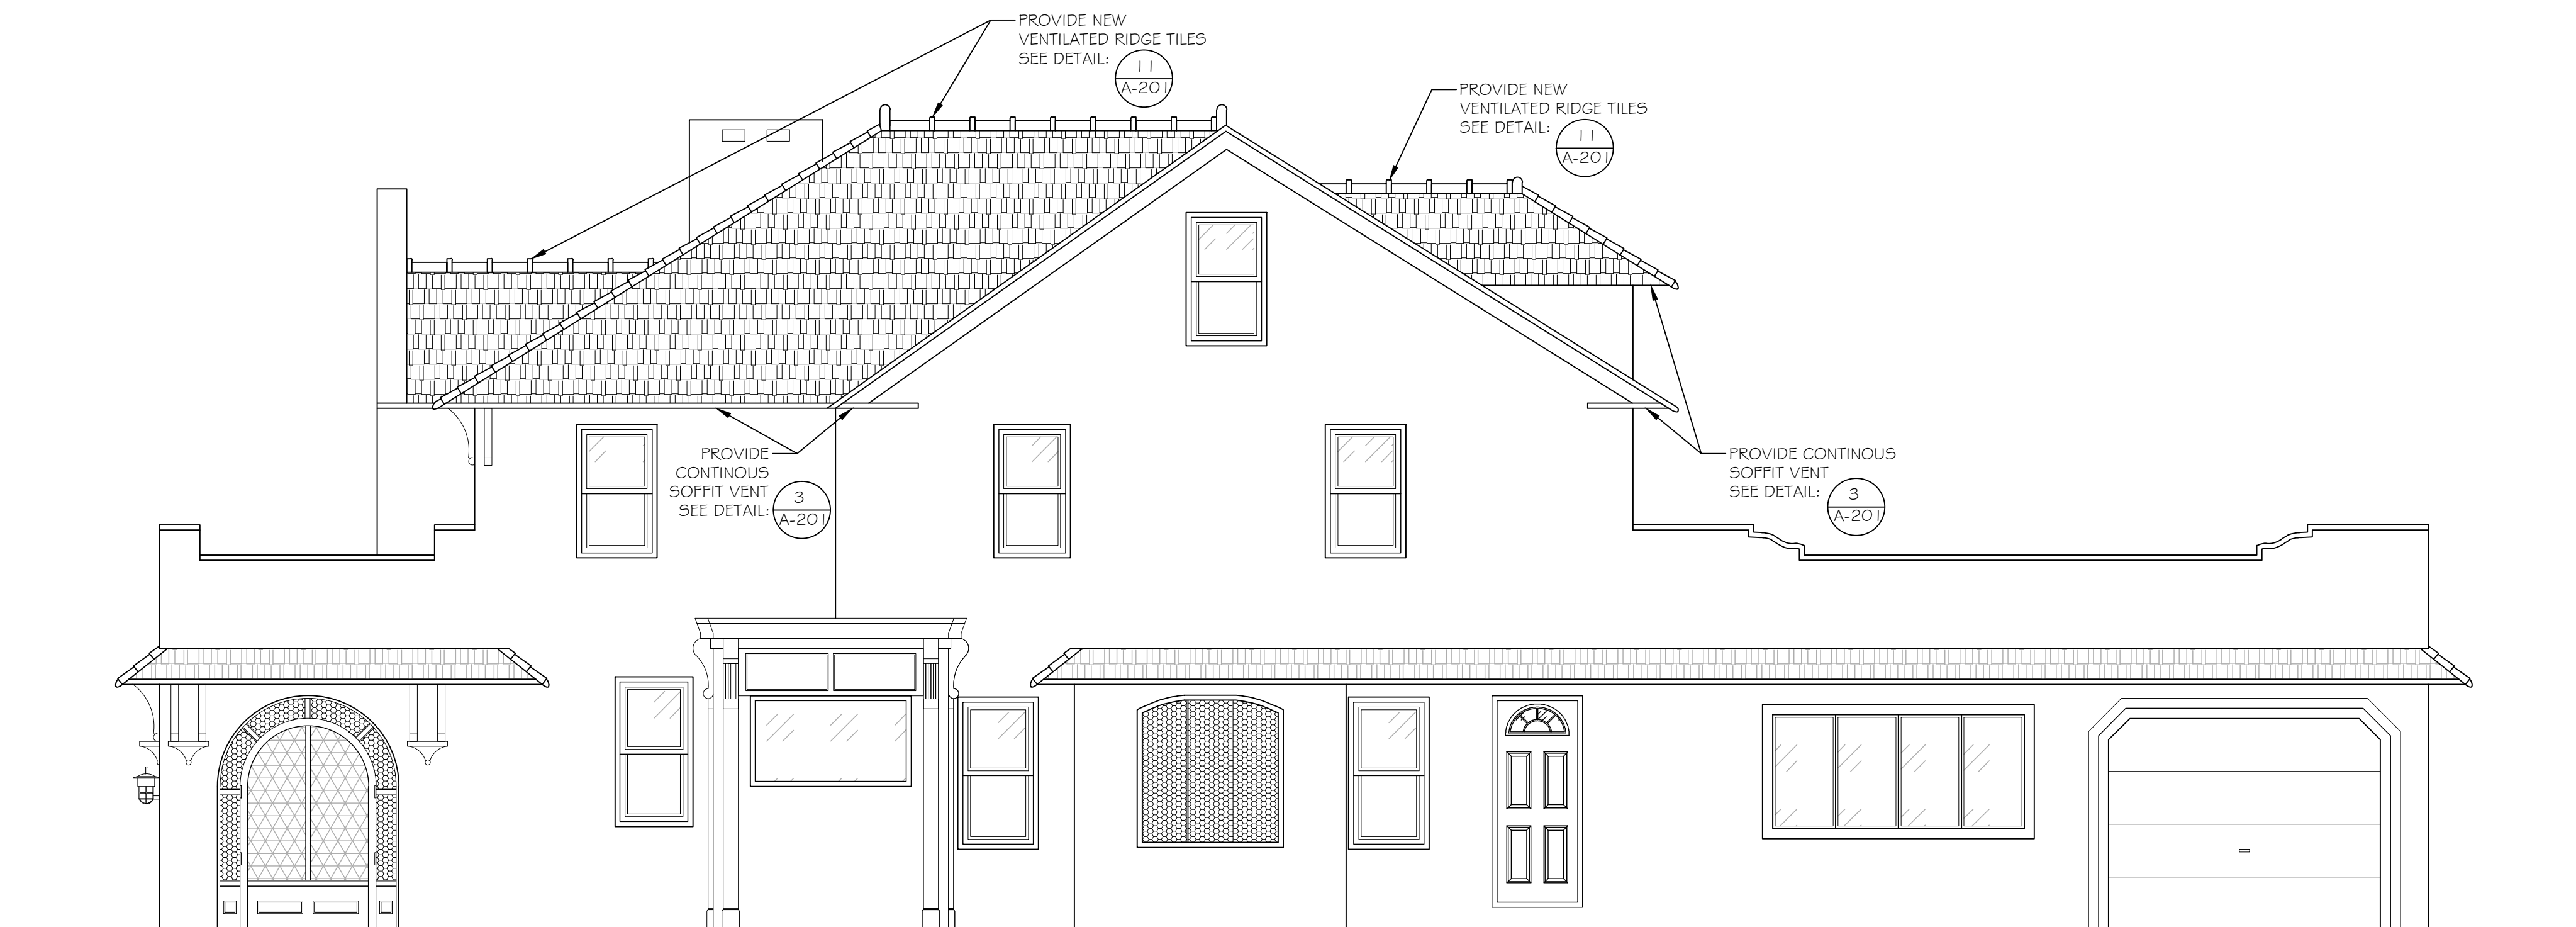 PROVIDE NEW
VENTILATED RIDGE TILES
SEE DETAIL:
11
A-201
PROVIDE NEW
VENTILATED RIDGE TILES
SEE DETAIL:
11
A-201
PROVIDE
CONTINOUS
SOFFIT VENT
SEE DETAIL:
3
A-201
PROVIDE CONTINOUS
SOFFIT VENT
SEE DETAIL:
3
A-201